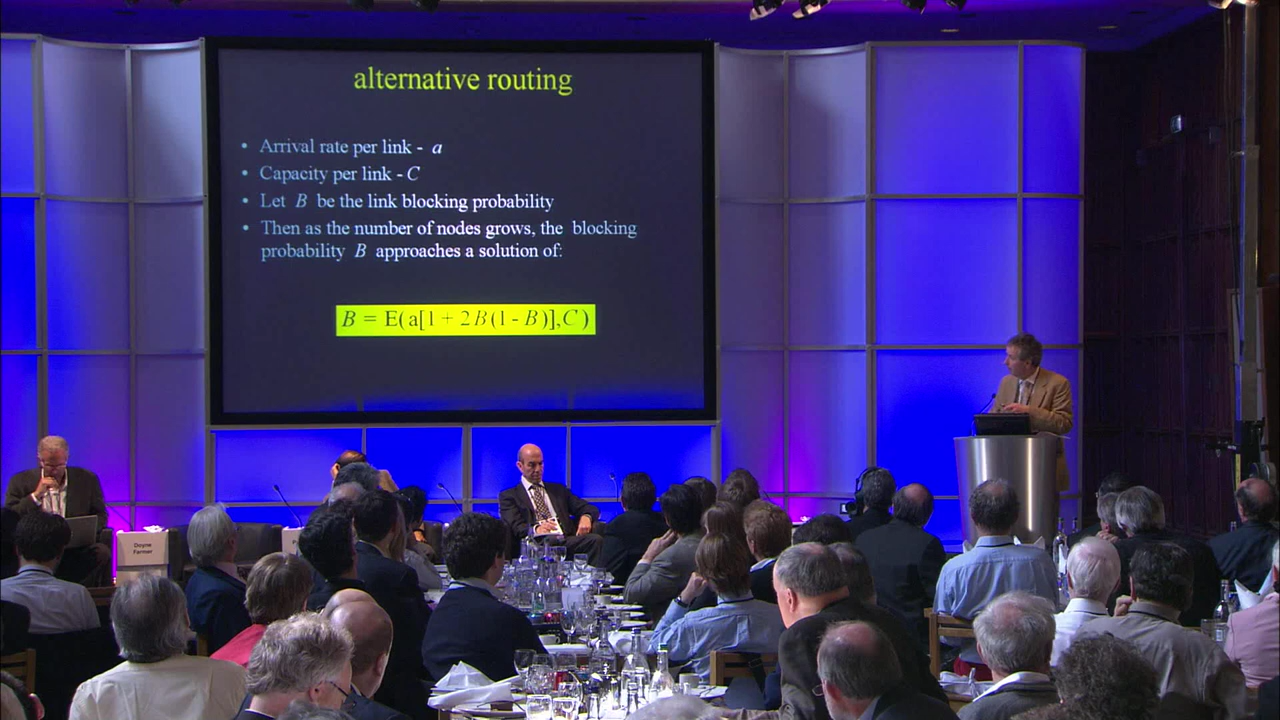 alternative routing
• Arrival rate per link - a
• Capacity per link - C
• Let B be the link blocking probability
• Then as the number of nodes grows, the blocking
probability B approaches a solution of:
B = E(a[1 + 2B(1 - B)],C)
Doyne
Farmer